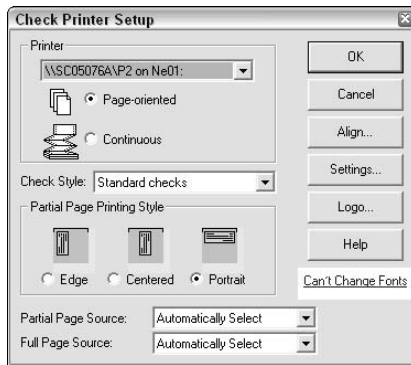 Check Printer Setup
Printer
\\SC05076A\P2 on Ne01:
Page-oriented
Continuous
Check Style: Standard checks
Partial Page Printing Style
Edge Centered Portrait
Partial Page Source: Automatically Select
Full Page Source: Automatically Select
OK
Cancel
Align...
Settings...
Logo...
Help
Can't Change Fonts